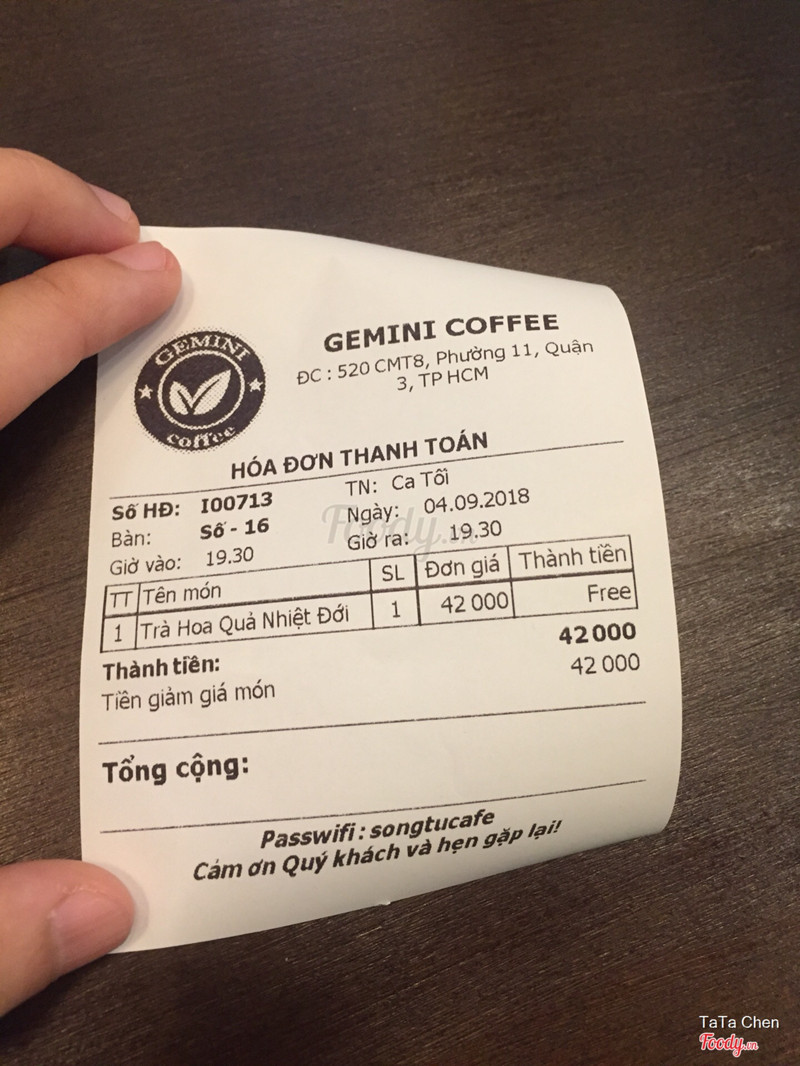 GEMINI
coffee
GEMINI COFFEE
ĐC : 520 CMT8, Phường 11, Quận
3, TP HCM
HÓA ĐƠN THANH TOÁN
Số HĐ: I00713 TN: Ca Tối
Bàn: Số - 16 Ngày: 04.09.2018
Giờ vào: 19.30 Giờ ra: 19.30
TT Tên món SL Đơn giá Thành tiền
1 Trà Hoa Quả Nhiệt Đới 1 42 000 Free
Thành tiền: 42 000
Tiền giảm giá món 42 000
Tổng cộng:
Passwifi : songtucafe
Cám ơn Quý khách và hẹn gặp lại!
Foody.vn
TaTa Chen
Foody.vn